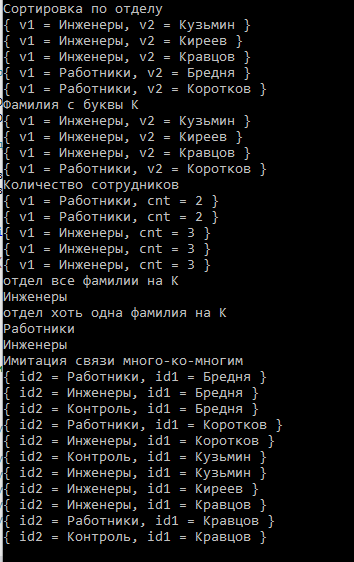 Сортировка по отделу
{ v1 = Инженеры, v2 = Кузьмин }
{ v1 = Инженеры, v2 = Киреев }
{ v1 = Инженеры, v2 = Кравцов }
{ v1 = Работники, v2 = Бредня }
{ v1 = Работники, v2 = Коротков }
Фамилия с буквы К
{ v1 = Инженеры, v2 = Кузьмин }
{ v1 = Инженеры, v2 = Киреев }
{ v1 = Инженеры, v2 = Кравцов }
{ v1 = Работники, v2 = Коротков }
Количество сотрудников
{ v1 = Работники, cnt = 2 }
{ v1 = Работники, cnt = 2 }
{ v1 = Инженеры, cnt = 3 }
{ v1 = Инженеры, cnt = 3 }
{ v1 = Инженеры, cnt = 3 }
отдел все фамилии на К
Инженеры
отдел хоть одна фамилия на К
Работники
Инженеры
Имитация связи много-ко-многим
{ id2 = Работники, id1 = Бредня }
{ id2 = Инженеры, id1 = Бредня }
{ id2 = Контроль, id1 = Бредня }
{ id2 = Работники, id1 = Коротков }
{ id2 = Инженеры, id1 = Коротков }
{ id2 = Контроль, id1 = Кузьмин }
{ id2 = Инженеры, id1 = Кузьмин }
{ id2 = Инженеры, id1 = Киреев }
{ id2 = Инженеры, id1 = Кравцов }
{ id2 = Работники, id1 = Кравцов }
{ id2 = Контроль, id1 = Кравцов }